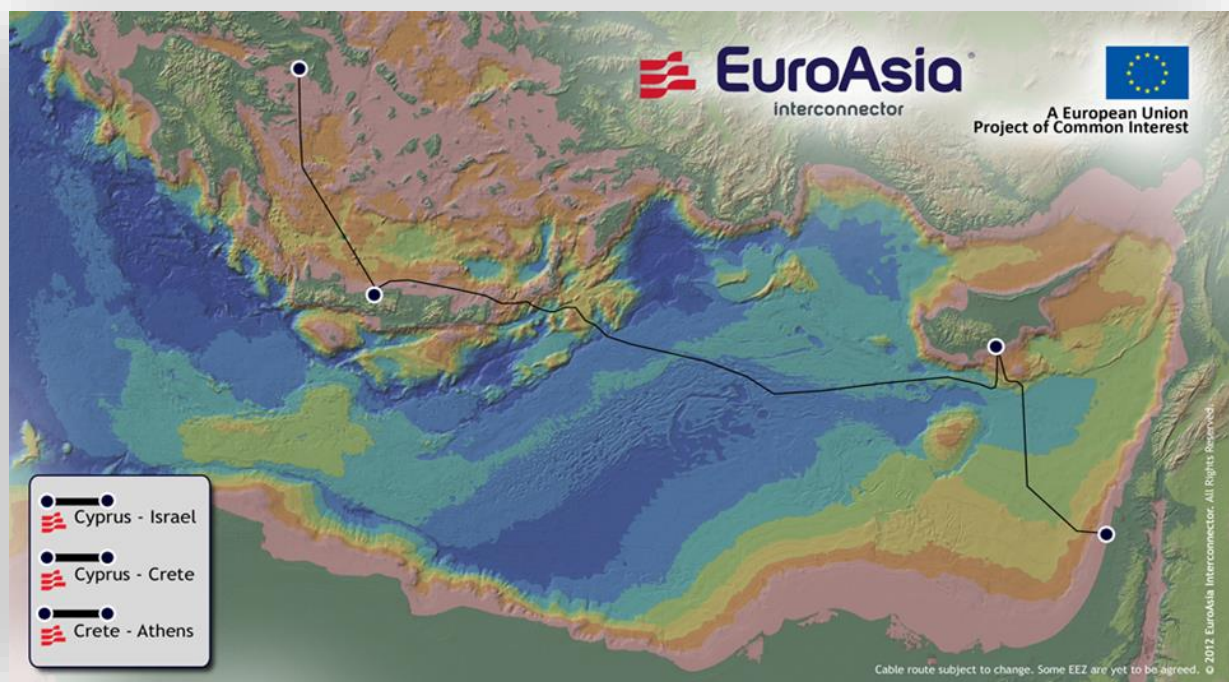 EuroAsia
interconnector
A European Union
Project of Common Interest
Cyprus - Israel
Cyprus - Crete
Crete - Athens
Cable route subject to change. Some EEZ are yet to be agreed.
© 2012 EuroAsia Interconnector. All Rights Reserved.